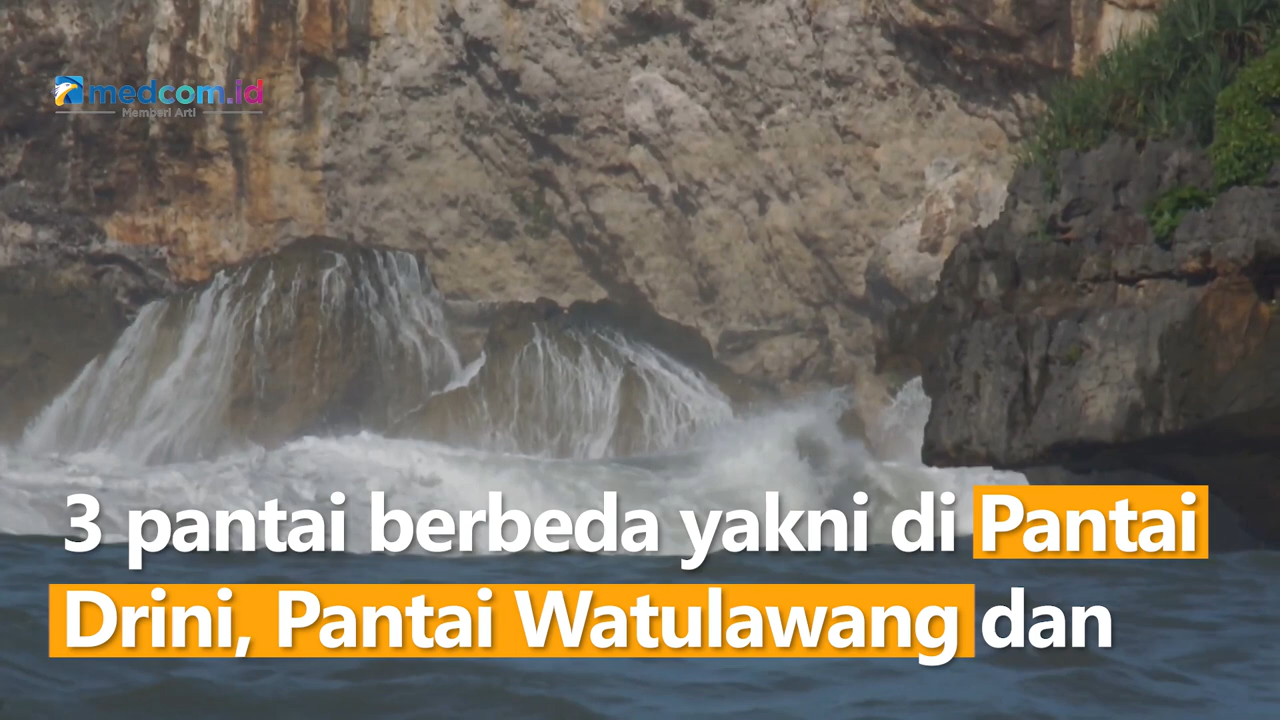 medcom.id
Memberi Arti
3 pantai berbeda yakni di Pantai
Drini, Pantai Watulawang dan